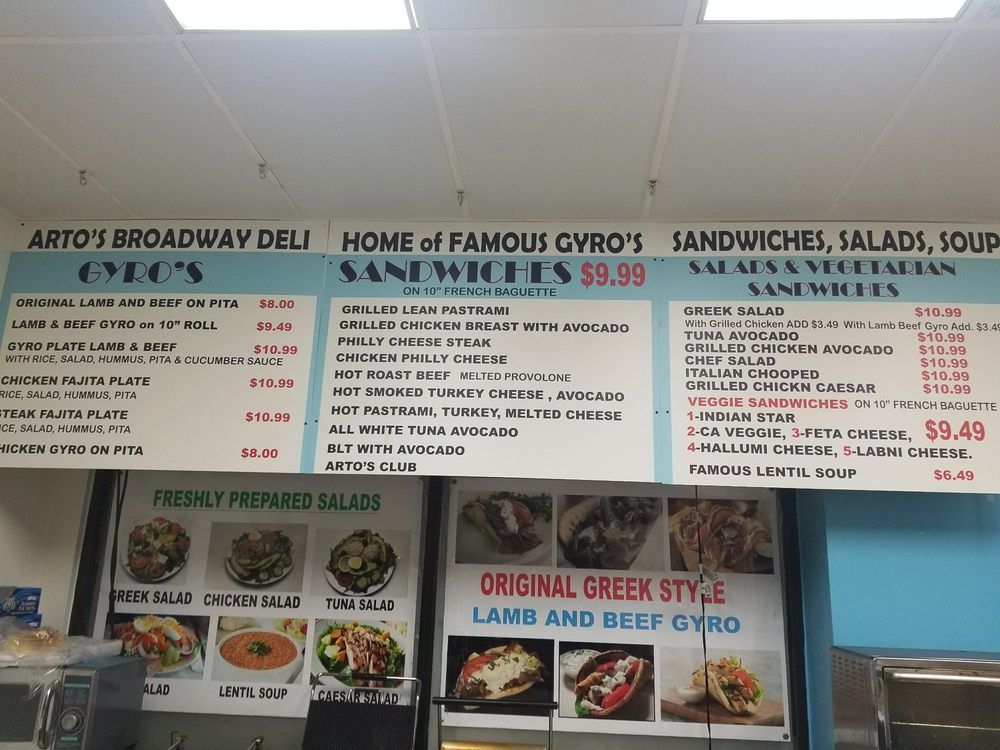 ARTO'S BROADWAY DELI
GYRO'S
ORIGINAL LAMB AND BEEF ON PITA $8.00
LAMB & BEEF GYRO on 10" ROLL $9.49
GYRO PLATE LAMB & BEEF $10.99
WITH RICE, SALAD, HUMMUS, PITA & CUCUMBER SAUCE
CHICKEN FAJITA PLATE $10.99
RICE, SALAD, HUMMUS, PITA
STEAK FAJITA PLATE $10.99
RICE, SALAD, HUMMUS, PITA
CHICKEN GYRO ON PITA $8.00
HOME of FAMOUS GYRO'S
SANDWICHES $9.99
ON 10" FRENCH BAGUETTE
GRILLED LEAN PASTRAMI
GRILLED CHICKEN BREAST WITH AVOCADO
PHILLY CHEESE STEAK
CHICKEN PHILLY CHEESE
HOT ROAST BEEF MELTED PROVOLONE
HOT SMOKED TURKEY CHEESE , AVOCADO
HOT PASTRAMI, TURKEY, MELTED CHEESE
ALL WHITE TUNA AVOCADO
BLT WITH AVOCADO
ARTO'S CLUB
SANDWICHES, SALADS, SOUP
SALADS & VEGETARIAN
SANDWICHES
GREEK SALAD $10.99
With Grilled Chicken ADD $3.49 With Lamb Beef Gyro Add. $3.49
TUNA AVOCADO $10.99
GRILLED CHICKEN AVOCADO $10.99
CHEF SALAD $10.99
ITALIAN CHOOPED $10.99
GRILLED CHICKN CAESAR $10.99
VEGGIE SANDWICHES ON 10" FRENCH BAGUETTE
1-INDIAN STAR
2-CA VEGGIE, 3-FETA CHEESE, $9.49
4-HALLUMI CHEESE, 5-LABNI CHEESE.
FAMOUS LENTIL SOUP $6.49
FRESHLY PREPARED SALADS
GREEK SALAD CHICKEN SALAD TUNA SALAD
SALAD LENTIL SOUP CAESAR SALAD
ORIGINAL GREEK STYLE
LAMB AND BEEF GYRO